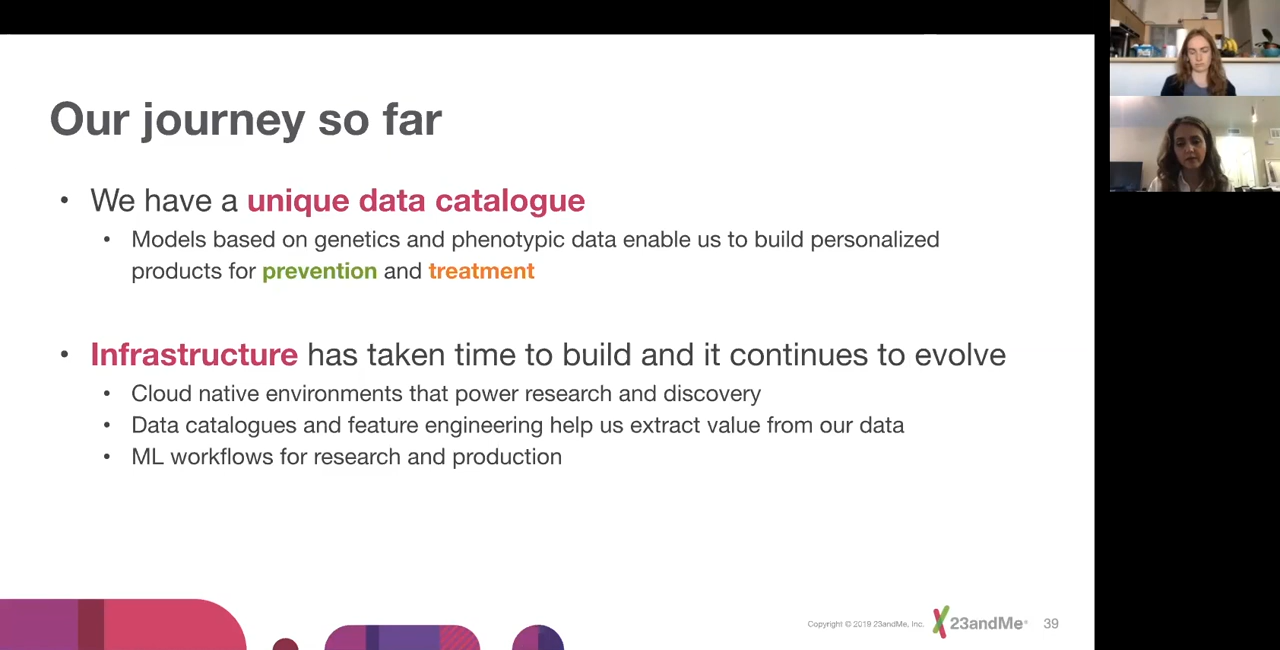 Our journey so far
• We have a unique data catalogue
• Models based on genetics and phenotypic data enable us to build personalized
products for prevention and treatment
• Infrastructure has taken time to build and it continues to evolve
• Cloud native environments that power research and discovery
• Data catalogues and feature engineering help us extract value from our data
• ML workflows for research and production
Copyright © 2019 23andMe, Inc. 23andMe® 39